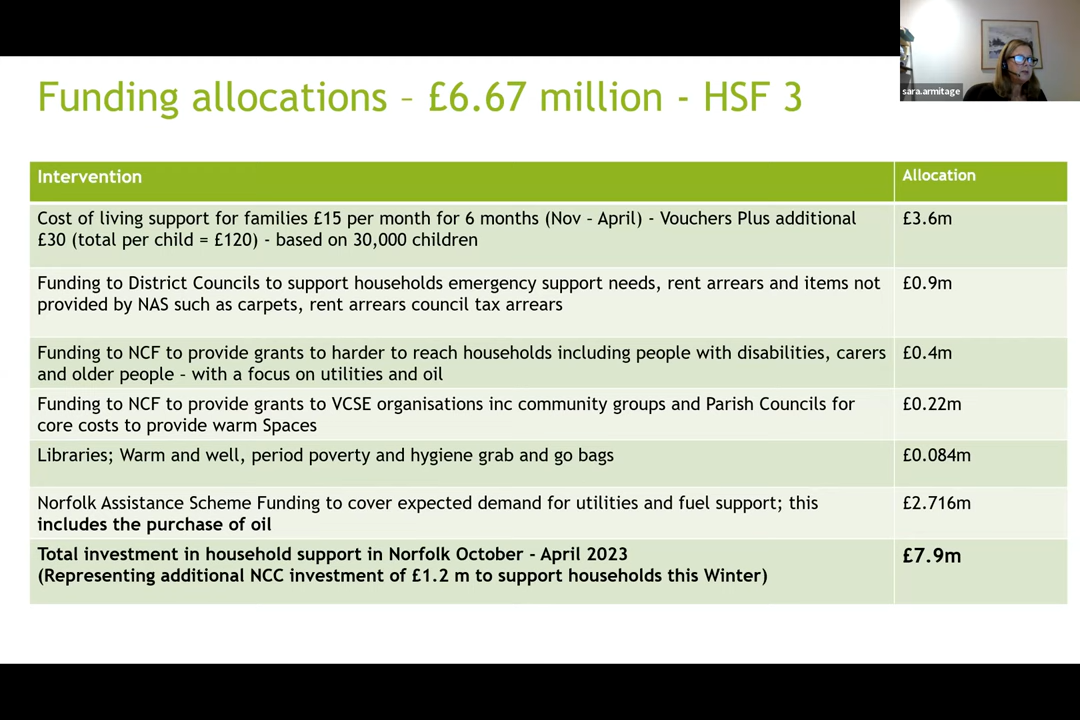 Funding allocations – £6.67 million - HSF 3
sara.armitage
Intervention
Allocation
Cost of living support for families £15 per month for 6 months (Nov – April) - Vouchers Plus additional
£30 (total per child = £120) - based on 30,000 children
£3.6m
Funding to District Councils to support households emergency support needs, rent arrears and items not
provided by NAS such as carpets, rent arrears council tax arrears
£0.9m
Funding to NCF to provide grants to harder to reach households including people with disabilities, carers
and older people – with a focus on utilities and oil
£0.4m
Funding to NCF to provide grants to VCSE organisations inc community groups and Parish Councils for
core costs to provide warm Spaces
£0.22m
Libraries; Warm and well, period poverty and hygiene grab and go bags
£0.084m
Norfolk Assistance Scheme Funding to cover expected demand for utilities and fuel support; this
includes the purchase of oil
£2.716m
Total investment in household support in Norfolk October - April 2023
(Representing additional NCC investment of £1.2 m to support households this Winter)
£7.9m